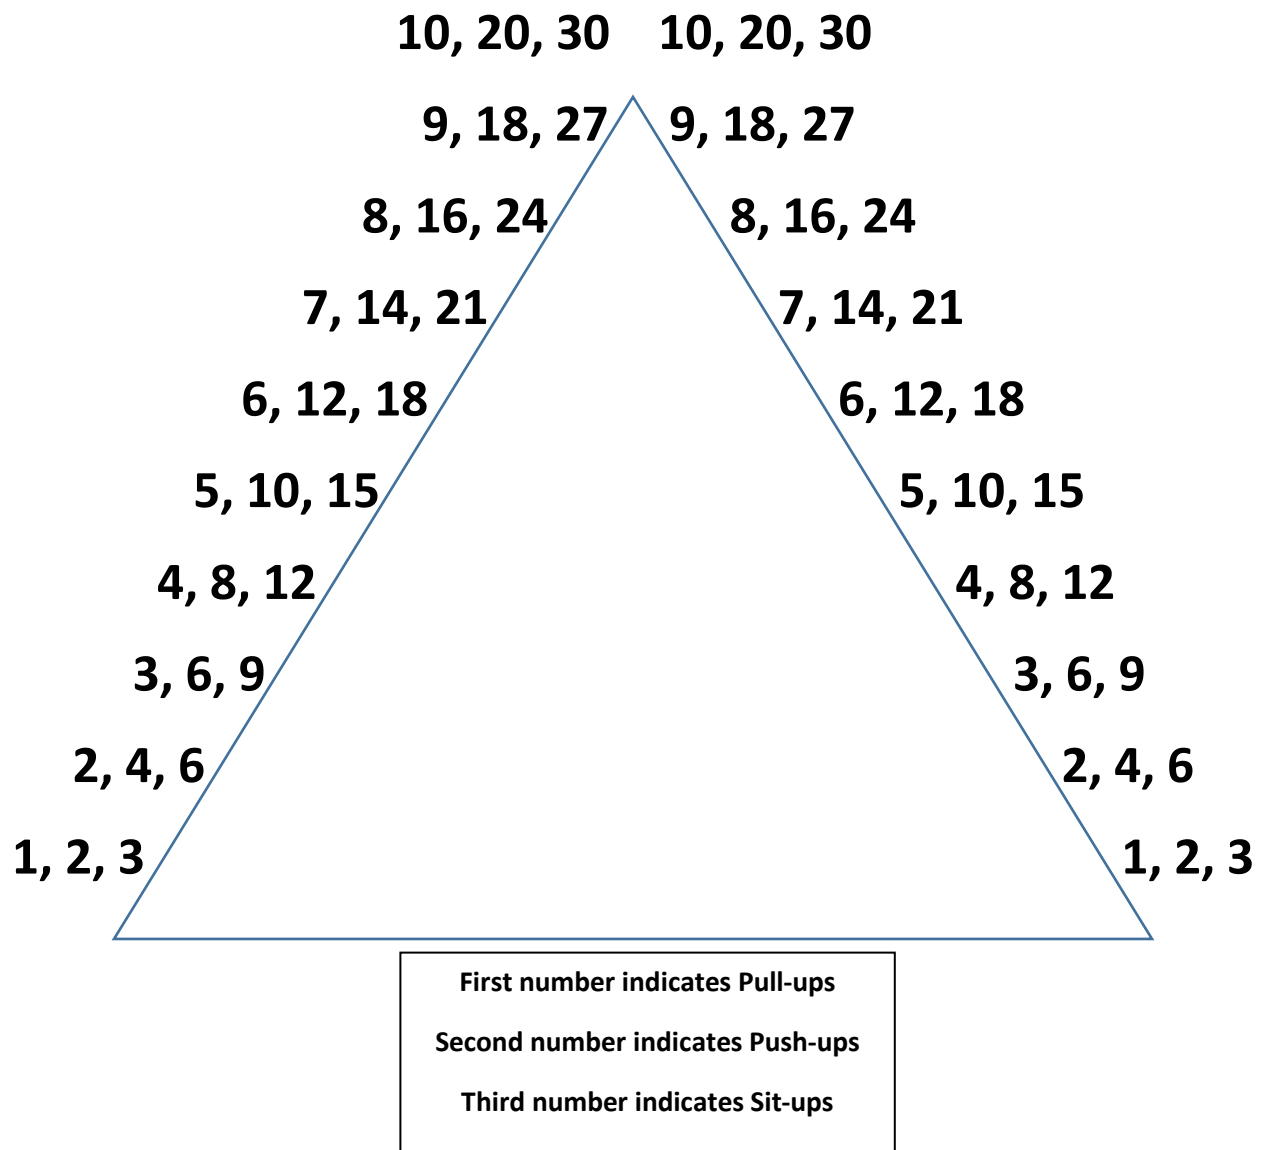 10, 20, 30 10, 20, 30
9, 18, 27 9, 18, 27
8, 16, 24 8, 16, 24
7, 14, 21 7, 14, 21
6, 12, 18 6, 12, 18
5, 10, 15 5, 10, 15
4, 8, 12 4, 8, 12
3, 6, 9 3, 6, 9
2, 4, 6 2, 4, 6
1, 2, 3 1, 2, 3
First number indicates Pull-ups
Second number indicates Push-ups
Third number indicates Sit-ups